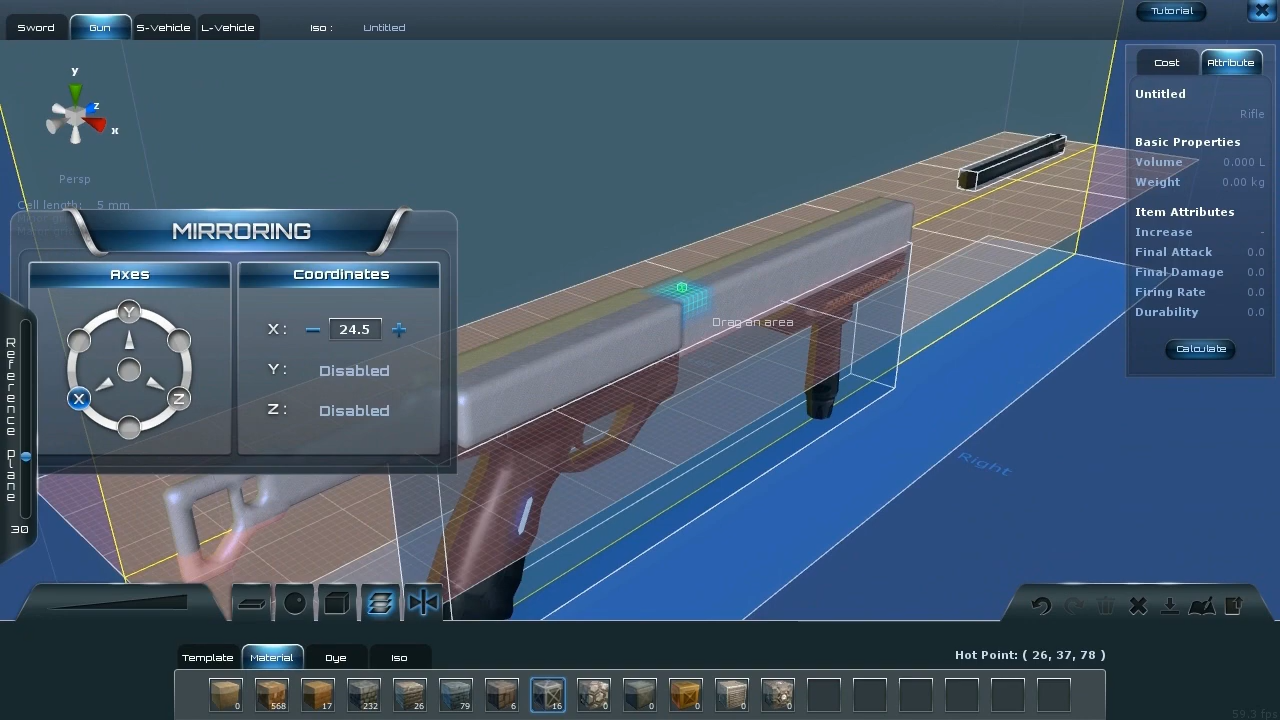 Sword Gun S-Vehicle L-Vehicle Iso : Untitled
Tutorial
y
z
x
Persp
Cell length: 5 mm
MIRRORING
Axes
Y
X
Z
Coordinates
X: 24.5
Y: Disabled
Z: Disabled
Reference Plane
30
Drag an area
Right
Cost Attribute
Untitled
Rifle
Basic Properties
Volume 0.000 L
Weight 0.00 kg
Item Attributes
Increase -
Final Attack 0.0
Final Damage 0.0
Firing Rate 0.0
Durability 0.0
Calculate
Template Material Dye Iso
Hot Point: ( 26, 37, 78 )
0 568 17 232 26 79 6 16 0 0 0 0 0
59.3 fps